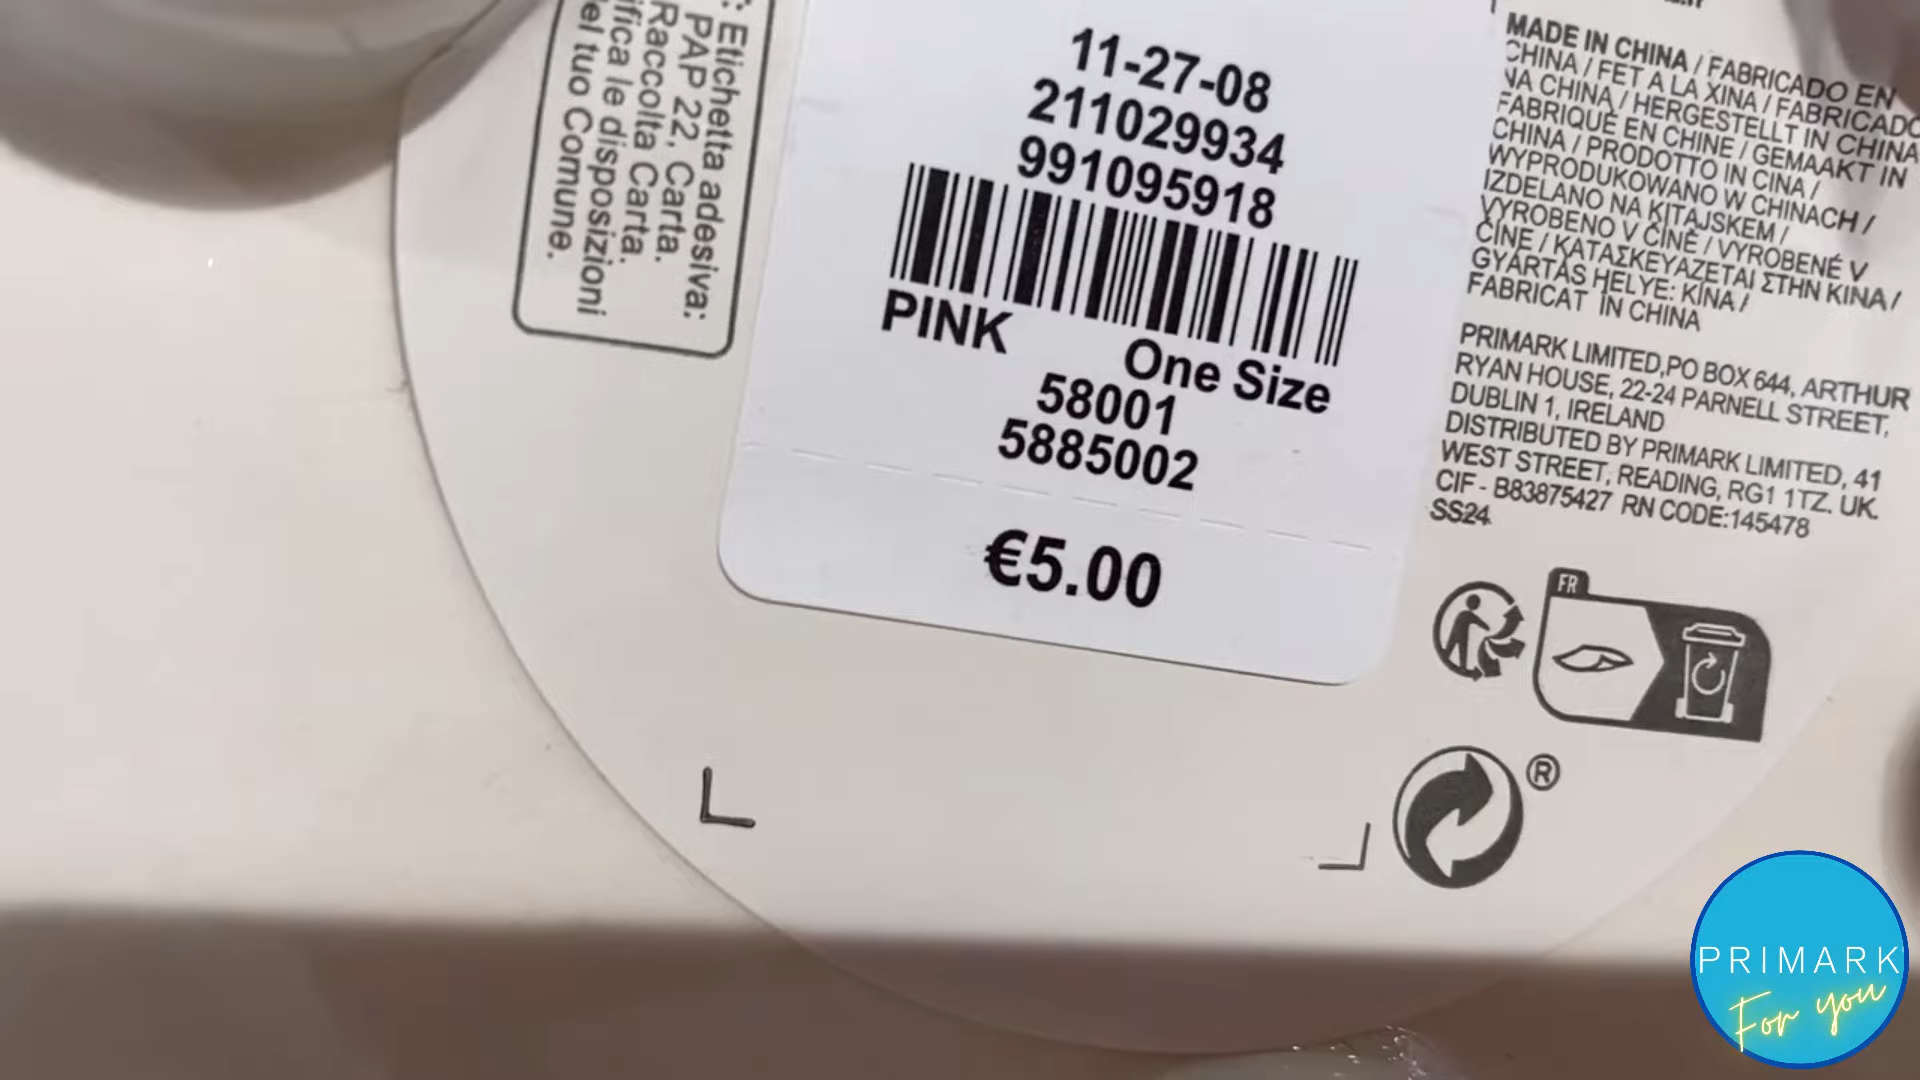 : Etichetta adesiva:
PAP 22, Carta.
Raccolta Carta.
ifica le disposizioni
el tuo Comune.
11-27-08
211029934
991095918
PINK One Size
58001
5885002
€5.00
MADE IN CHINA / FABRICADO EN
CHINA / FET A LA XINA / FABRICADO
NA CHINA / HERGESTELLT IN CHINA
FABRIQUÉ EN CHINE / GEMAAKT IN
CHINA / PRODOTTO IN CINA /
WYPRODUKOWANO W CHINACH /
IZDELANO NA KITAJSKEM /
VYROBENO V ČÍNĚ / VYROBENÉ V
ČÍNE / ΚΑΤΑΣΚΕΥΑΖΕΤΑΙ ΣΤΗΝ ΚΙΝΑ /
GYÁRTÁS HELYE: KÍNA /
FABRICAT ÎN CHINA
PRIMARK LIMITED,PO BOX 644, ARTHUR
RYAN HOUSE, 22-24 PARNELL STREET,
DUBLIN 1, IRELAND
DISTRIBUTED BY PRIMARK LIMITED, 41
WEST STREET, READING, RG1 1TZ. UK.
CIF - B83875427 RN CODE:145478
SS24
FR
®
PRIMARK
For you